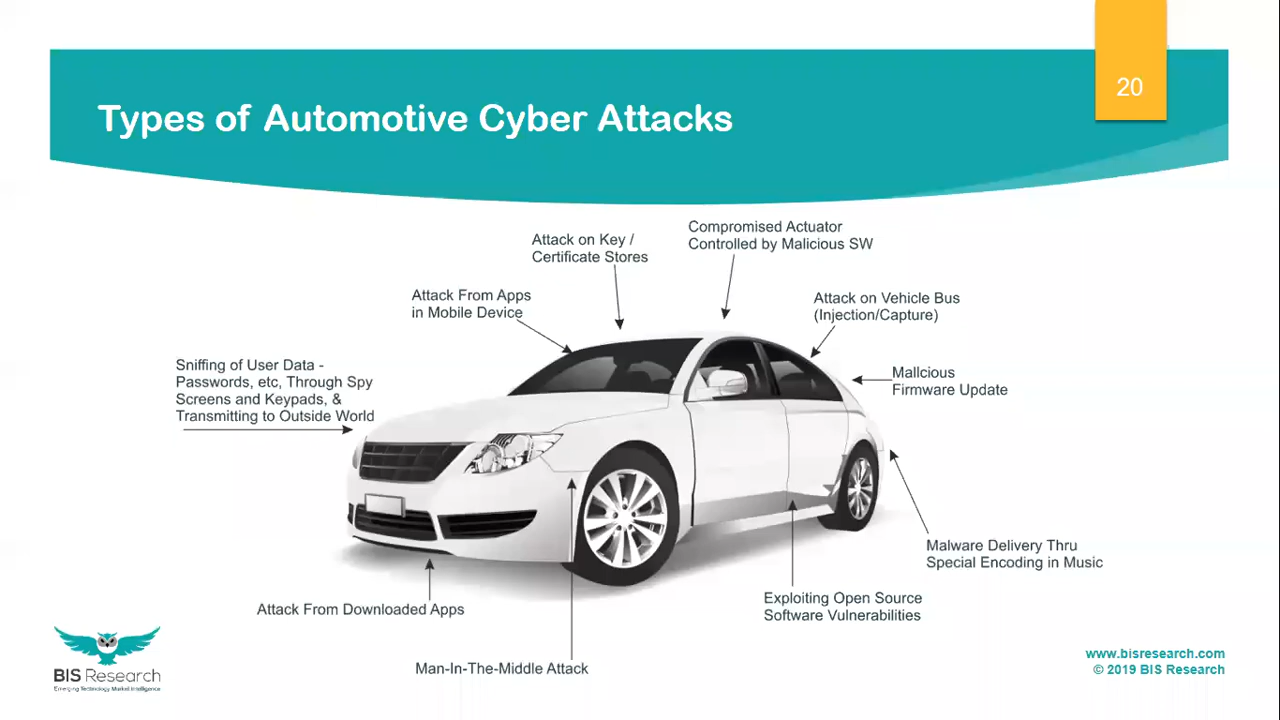 20
Types of Automotive Cyber Attacks
Compromised Actuator
Controlled by Malicious SW
Attack on Key /
Certificate Stores
Attack From Apps
in Mobile Device
Attack on Vehicle Bus
(Injection/Capture)
Sniffing of User Data -
Passwords, etc, Through Spy
Screens and Keypads, &
Transmitting to Outside World
Mallcious
Firmware Update
Malware Delivery Thru
Special Encoding in Music
Exploiting Open Source
Software Vulnerabilities
Attack From Downloaded Apps
Man-In-The-Middle Attack
BIS Research
Emerging Technology Market Intelligence
www.bisresearch.com
© 2019 BIS Research